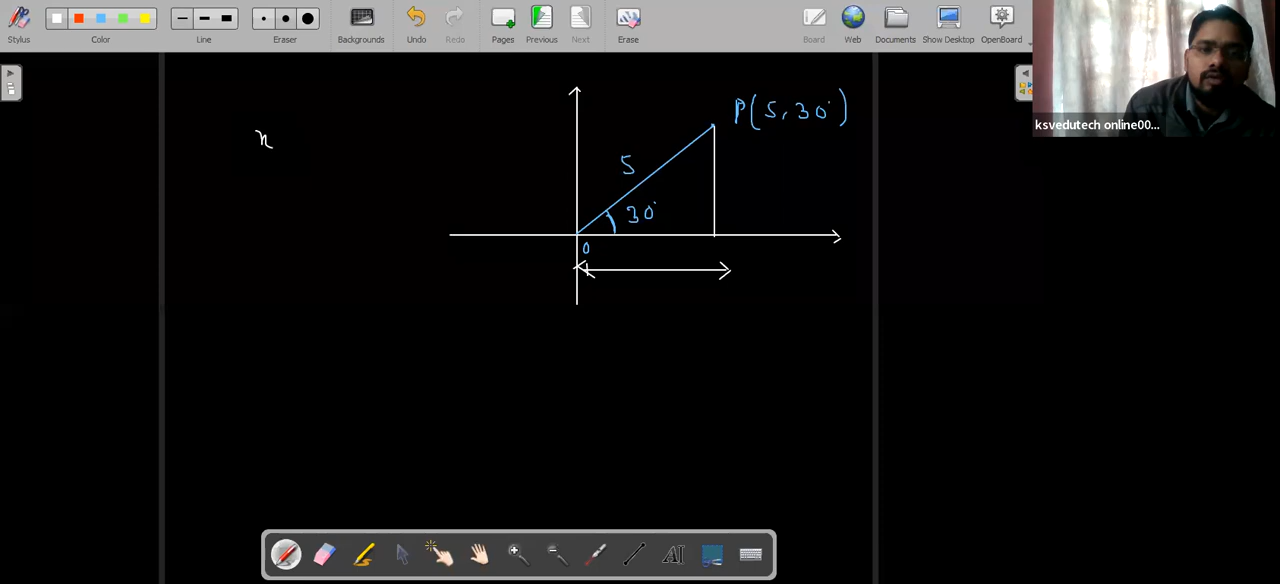 Stylus Color Line Eraser Backgrounds Undo Redo Pages Previous Next Erase Board Web Documents Show Desktop OpenBoard
ksvedutech online00...
P(5, 30°)
x
5
30°
0
AI